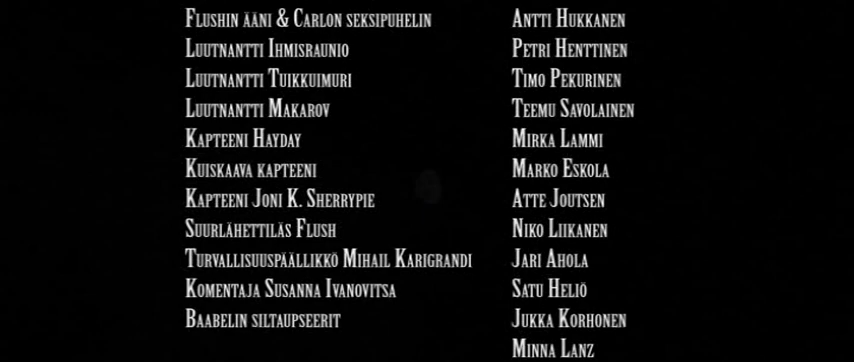 Flushin ääni & Carlon seksipuhelin Antti Hukkanen
Luutnantti Ihmisraunio Petri Henttinen
Luutnantti Tuikkuimuri Timo Pekurinen
Luutnantti Makarov Teemu Savolainen
Kapteeni Hayday Mirka Lammi
Kuiskaava kapteeni Marko Eskola
Kapteeni Joni K. Sherrypie Atte Joutsen
Suurlähettiläs Flush Niko Liikanen
Turvallisuuspäällikkö Mihail Karigrandi Jari Ahola
Komentaja Susanna Ivanovitsa Satu Heliö
Baabelin siltaupseerit Jukka Korhonen
Minna Lanz